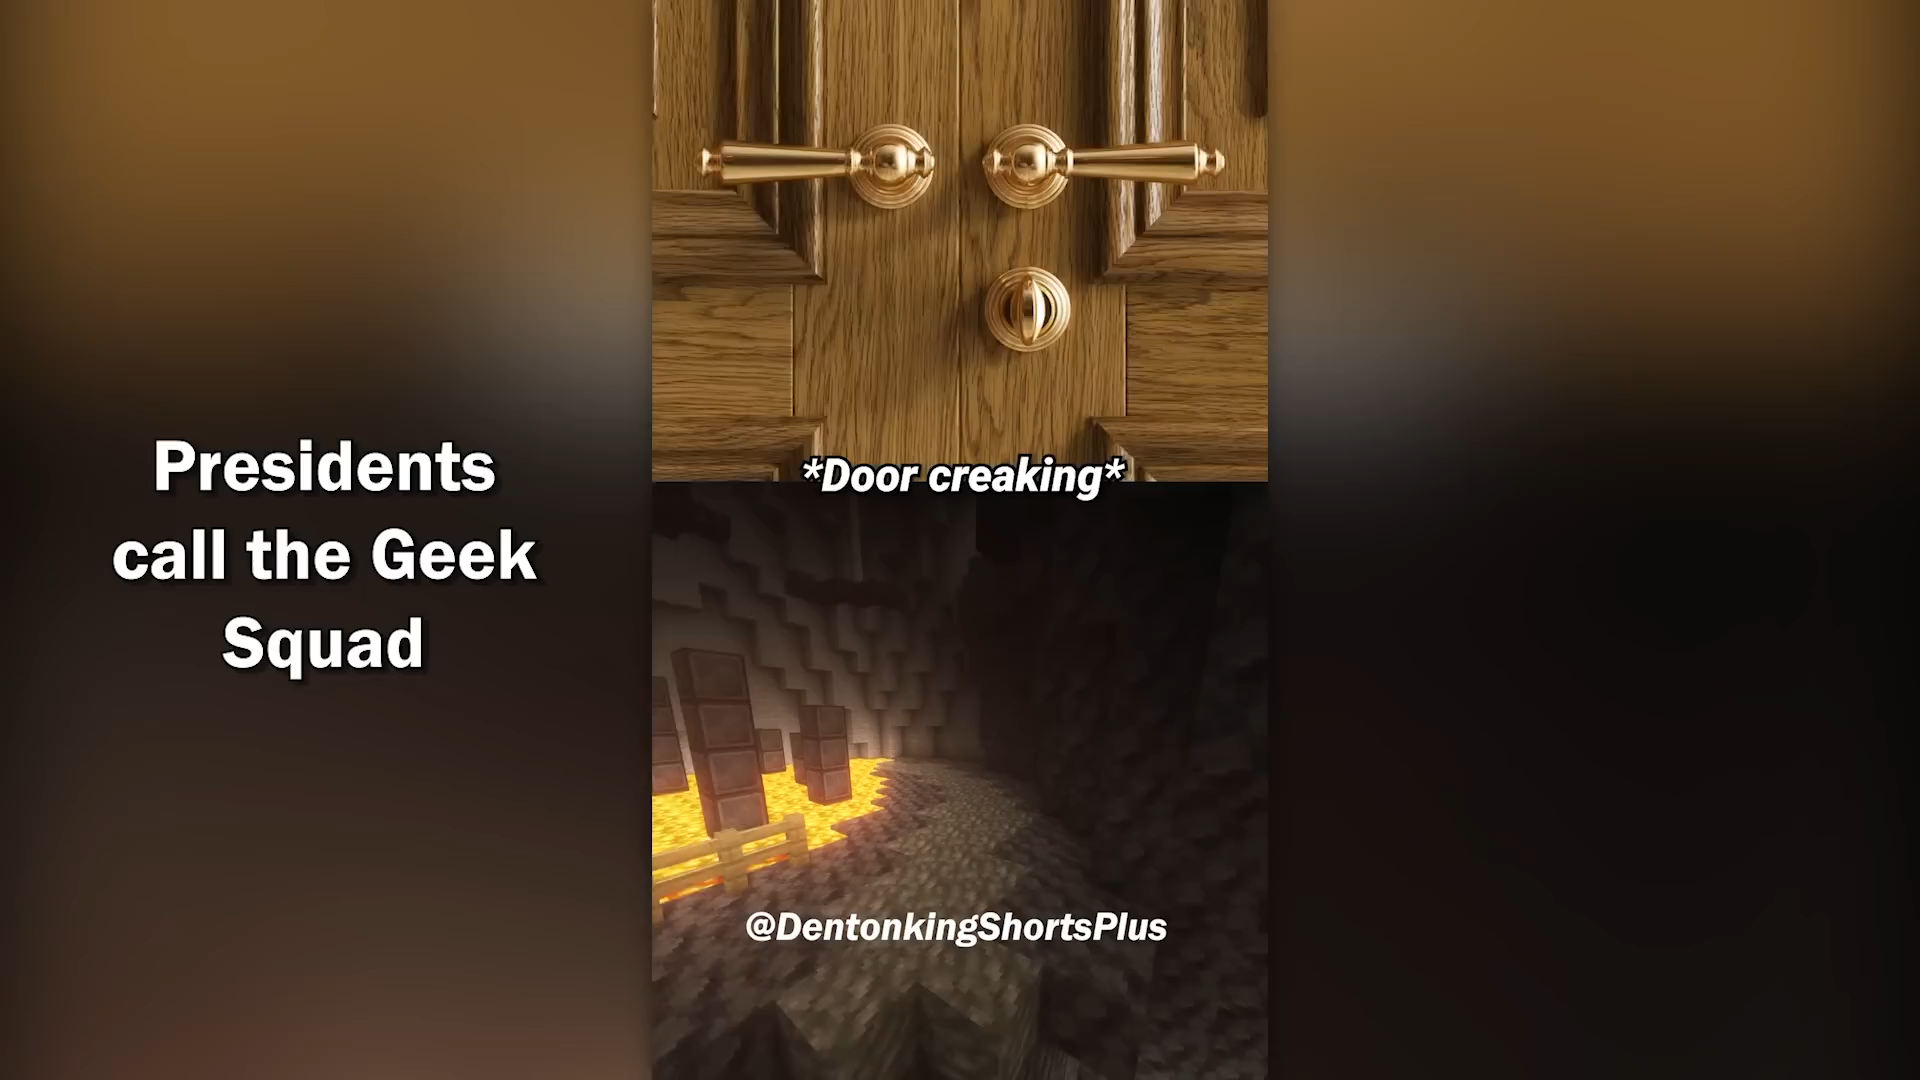 Presidents
call the Geek
Squad
*Door creaking*
@DentonkingShortsPlus